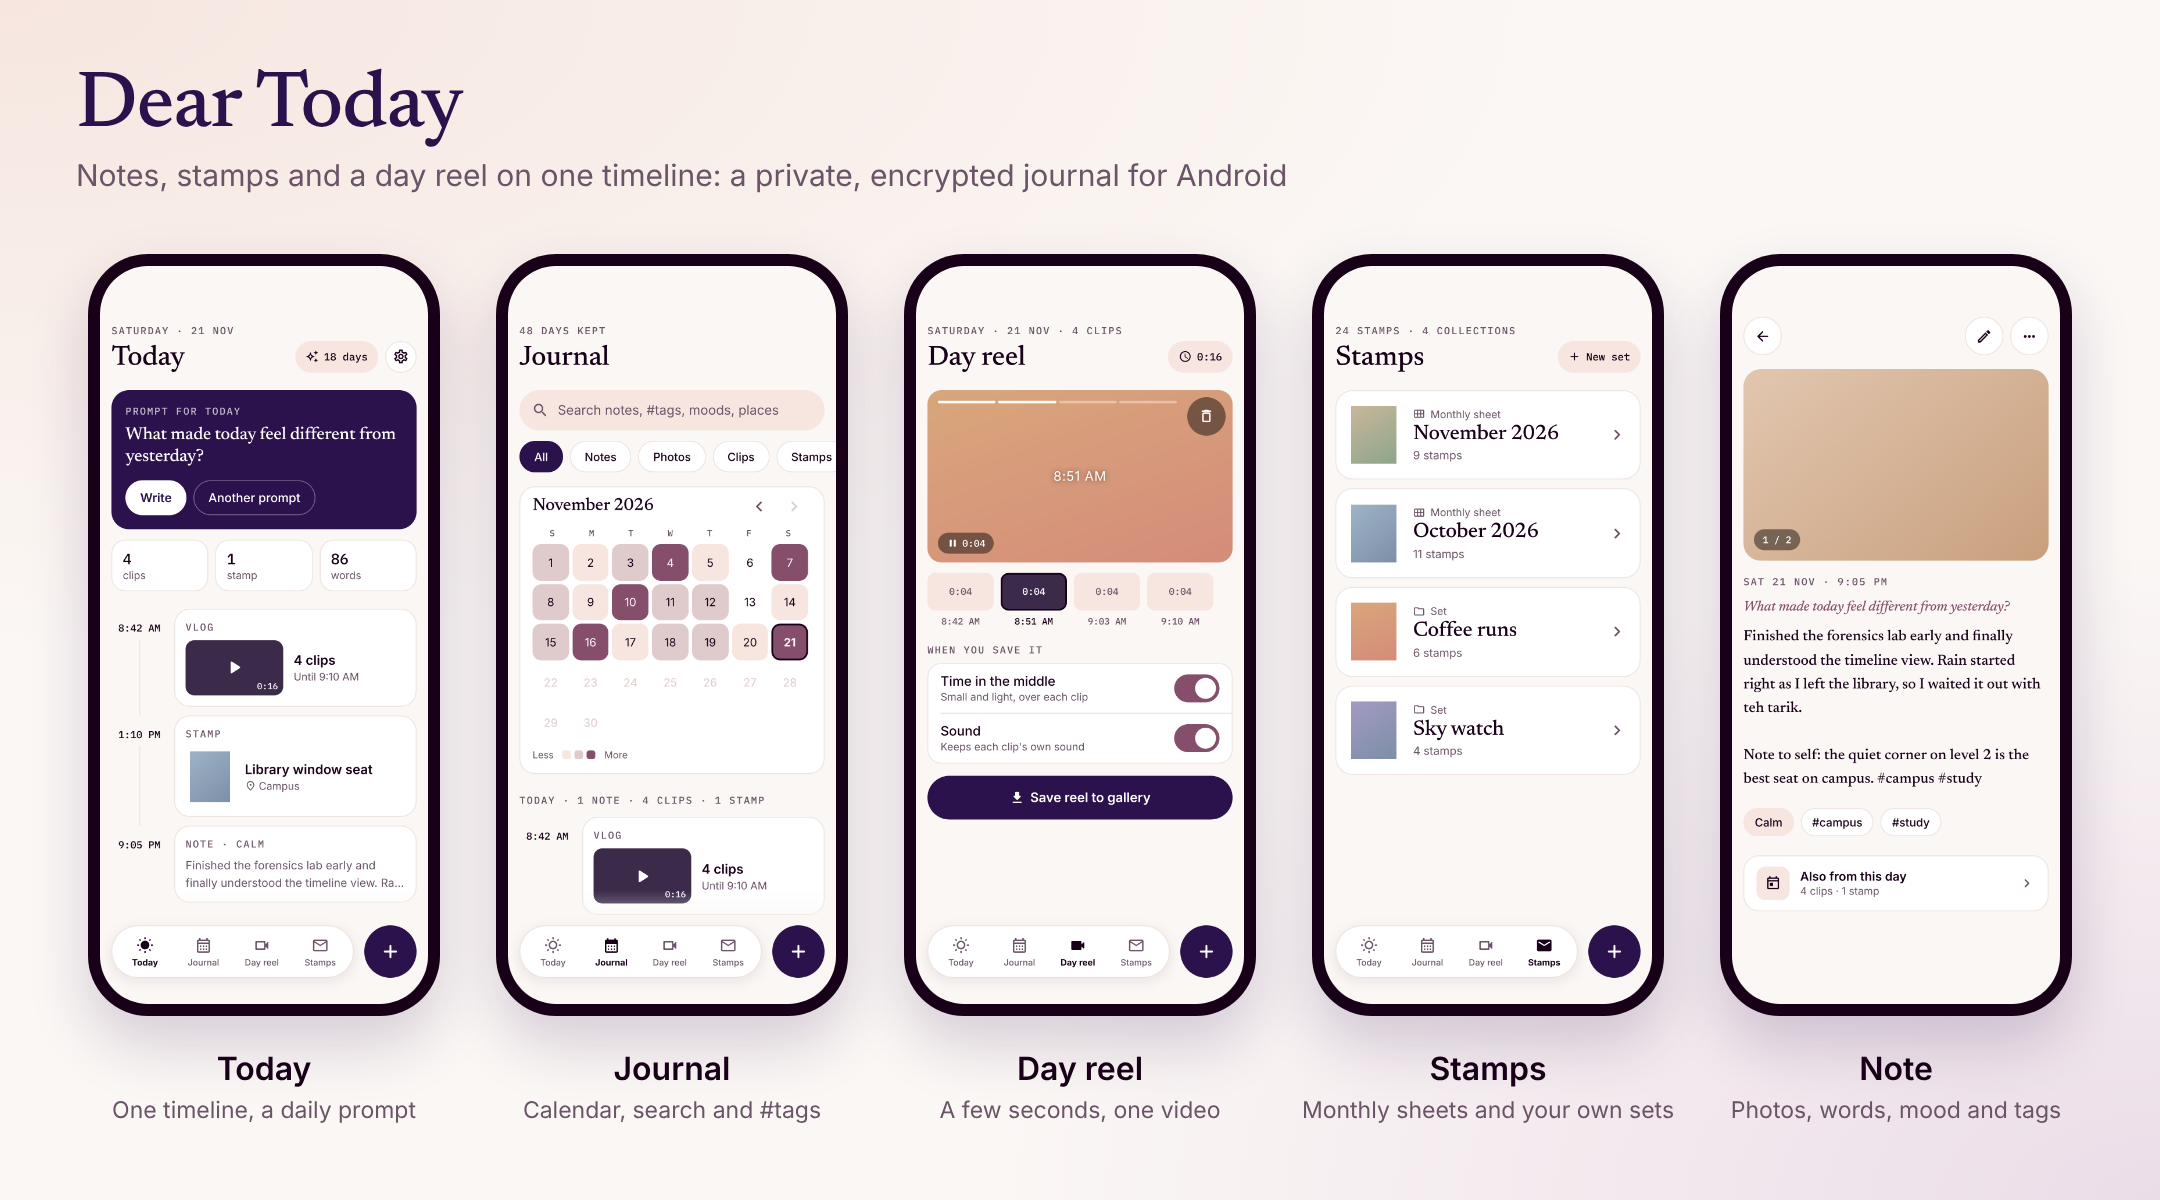 Dear Today
Notes, stamps and a day reel on one timeline: a private, encrypted journal for Android
SATURDAY · 21 NOV
Today
18 days
PROMPT FOR TODAY
What made today feel different from
yesterday?
Write
Another prompt
4
clips
1
stamp
86
words
8:42 AM
VLOG
0:16
4 clips
Until 9:10 AM
1:10 PM
STAMP
Library window seat
Campus
9:05 PM
NOTE · CALM
Finished the forensics lab early and
finally understood the timeline view. Ra...
Today
Journal
Day reel
Stamps
Today
One timeline, a daily prompt
48 DAYS KEPT
Journal
Search notes, #tags, moods, places
All
Notes
Photos
Clips
Stamps
November 2026
S M T W T F S
1 2 3 4 5 6 7
8 9 10 11 12 13 14
15 16 17 18 19 20 21
22 23 24 25 26 27 28
29 30
Less
More
TODAY · 1 NOTE · 4 CLIPS · 1 STAMP
8:42 AM
VLOG
0:16
4 clips
Until 9:10 AM
Today
Journal
Day reel
Stamps
Journal
Calendar, search and #tags
SATURDAY · 21 NOV · 4 CLIPS
Day reel
0:16
8:51 AM
0:04
0:04 0:04 0:04 0:04
8:42 AM 8:51 AM 9:03 AM 9:10 AM
WHEN YOU SAVE IT
Time in the middle
Small and light, over each clip
Sound
Keeps each clip's own sound
Save reel to gallery
Today
Journal
Day reel
Stamps
Day reel
A few seconds, one video
24 STAMPS · 4 COLLECTIONS
Stamps
+ New set
Monthly sheet
November 2026
9 stamps
Monthly sheet
October 2026
11 stamps
Set
Coffee runs
6 stamps
Set
Sky watch
4 stamps
Today
Journal
Day reel
Stamps
Stamps
Monthly sheets and your own sets
1 / 2
SAT 21 NOV · 9:05 PM
What made today feel different from yesterday?
Finished the forensics lab early and finally
understood the timeline view. Rain started
right as I left the library, so I waited it out with
teh tarik.
Note to self: the quiet corner on level 2 is the
best seat on campus. #campus #study
Calm
#campus
#study
Also from this day
4 clips · 1 stamp
Note
Photos, words, mood and tags